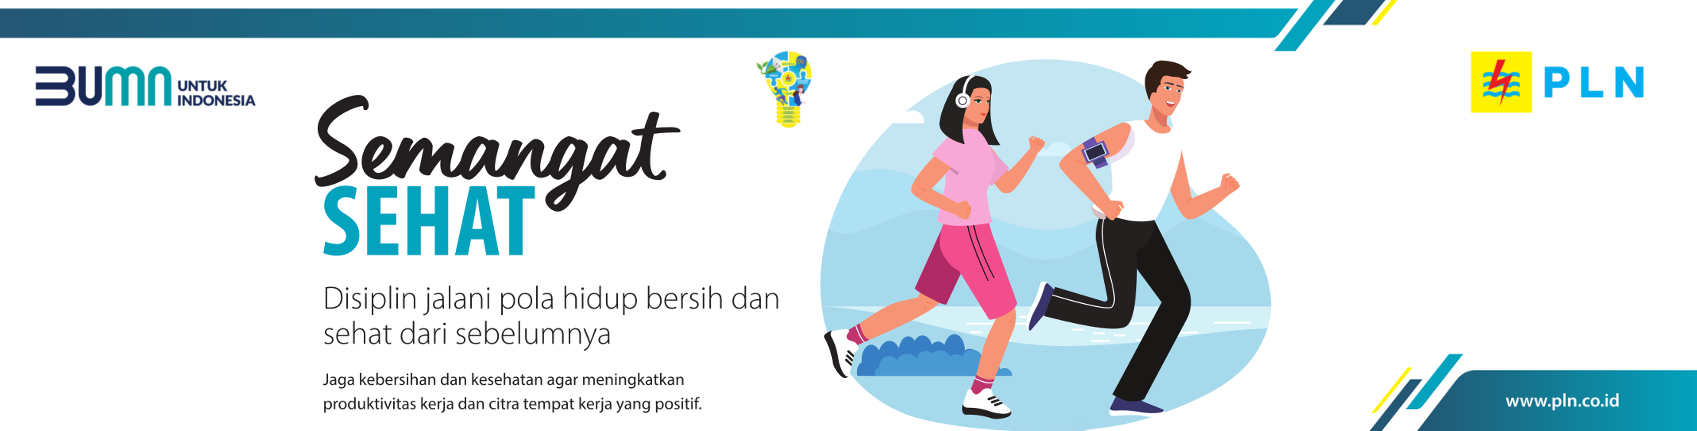 BUMN UNTUK
INDONESIA
PLN
Semangat
SEHAT
Disiplin jalani pola hidup bersih dan
sehat dari sebelumnya
Jaga kebersihan dan kesehatan agar meningkatkan
produktivitas kerja dan citra tempat kerja yang positif.
www.pln.co.id